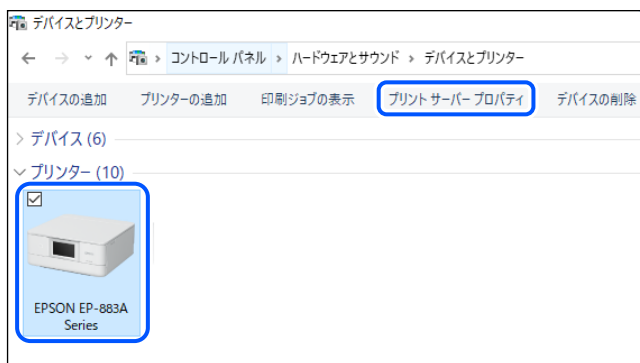 デバイスとプリンター
コントロール パネル › ハードウェアとサウンド › デバイスとプリンター
デバイスの追加 プリンターの追加 印刷ジョブの表示 プリント サーバー プロパティ デバイスの削除
デバイス (6)
プリンター (10)
EPSON EP-883A
Series